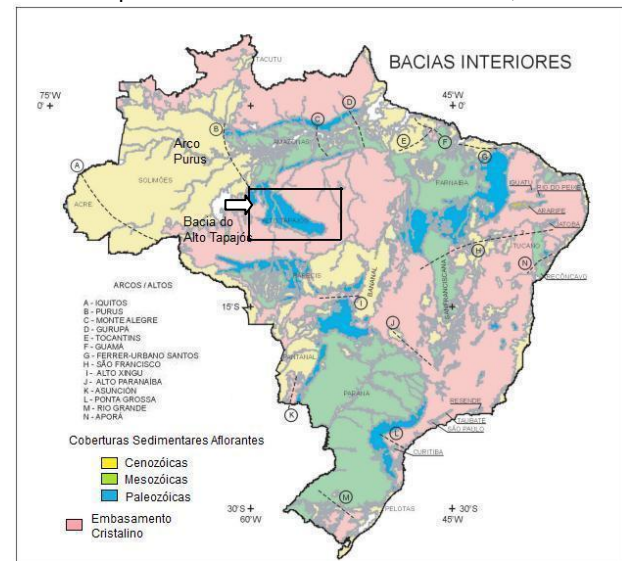 BACIAS INTERIORES
75°W
0° +
45°W
+ 0°
TACUTU
A
B
C
D
E
F
G
H
I
J
K
L
M
N
Arco
Purus
AMAZONAS
SOLIMÕES
ACRE
PARNAÍBA
IGUATU
RIO DO PEIXE
ARARIPE
JATOBÁ
TUCANO
RECÔNCAVO
Bacia do
Alto Tapajós
ALTO TAPAJÓS
PARECIS
BANANAL
SANFRANCISCANA
15°S +
PANTANAL
PARANÁ
RESENDE
TAUBATÉ
SÃO PAULO
CURITIBA
PELOTAS
30°S +
60°W
+ 30°S
45°W
ARCOS / ALTOS
A - IQUITOS
B - PURUS
C - MONTE ALEGRE
D - GURUPÁ
E - TOCANTINS
F - GUAMÁ
G - FERRER-URBANO SANTOS
H - SÃO FRANCISCO
I - ALTO XINGU
J - ALTO PARANAÍBA
K - ASUNCIÓN
L - PONTA GROSSA
M - RIO GRANDE
N - APORÁ
Coberturas Sedimentares Aflorantes
Cenozóicas
Mesozóicas
Paleozóicas
Embasamento
Cristalino